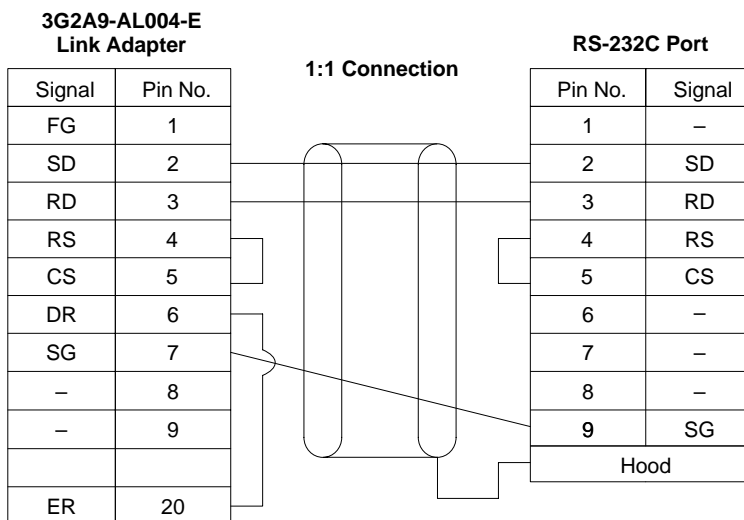 3G2A9-AL004-E
Link Adapter
1:1 Connection
RS-232C Port
Signal Pin No.
FG 1
SD 2
RD 3
RS 4
CS 5
DR 6
SG 7
– 8
– 9
ER 20
Pin No. Signal
1 –
2 SD
3 RD
4 RS
5 CS
6 –
7 –
8 –
9 SG
Hood